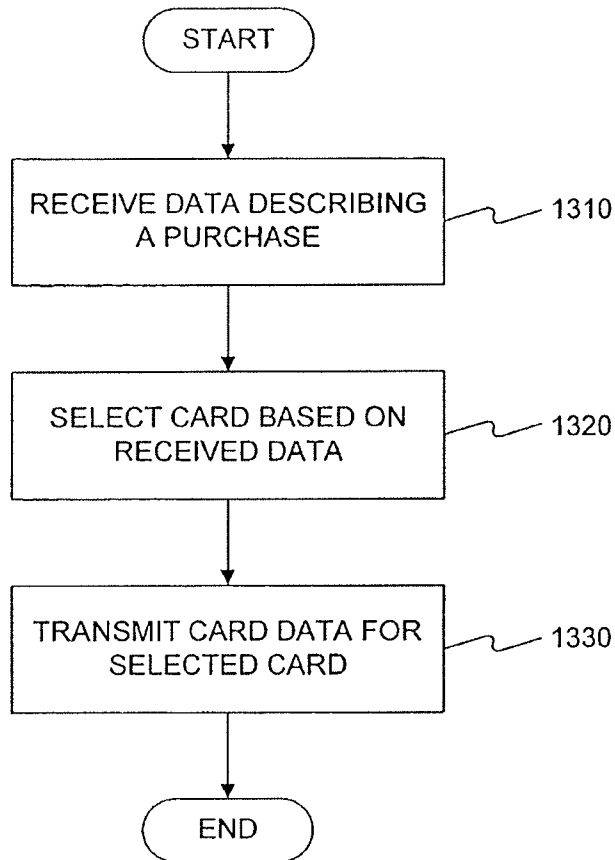 START
RECEIVE DATA DESCRIBING
A PURCHASE
1310
SELECT CARD BASED ON
RECEIVED DATA
1320
TRANSMIT CARD DATA FOR
SELECTED CARD
1330
END